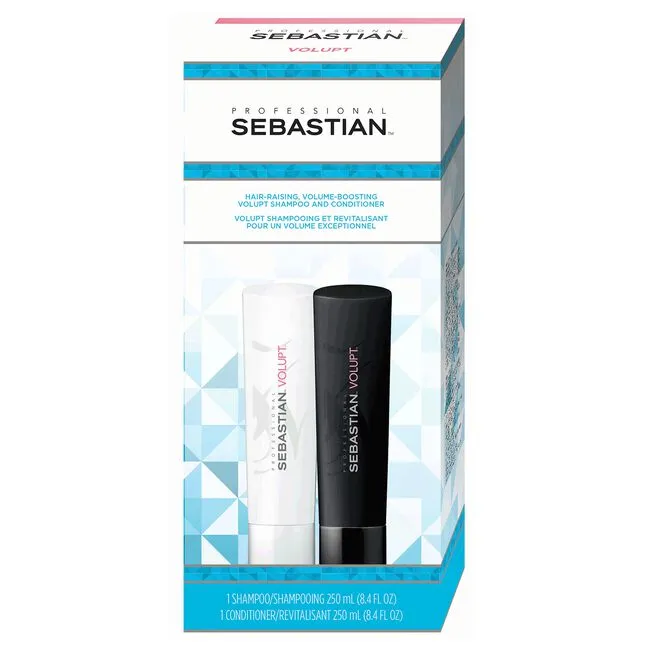 PROFESSIONAL
SEBASTIAN™
VOLUPT
PROFESSIONAL
SEBASTIAN™
HAIR-RAISING, VOLUME-BOOSTING
VOLUPT SHAMPOO AND CONDITIONER
VOLUPT SHAMPOOING ET REVITALISANT
POUR UN VOLUME EXCEPTIONNEL
PROFESSIONAL
SEBASTIAN. VOLUPT.
PROFESSIONAL
SEBASTIAN. VOLUPT.
1 SHAMPOO/SHAMPOOING 250 mL (8.4 FL OZ)
1 CONDITIONER/REVITALISANT 250 mL (8.4 FL OZ)